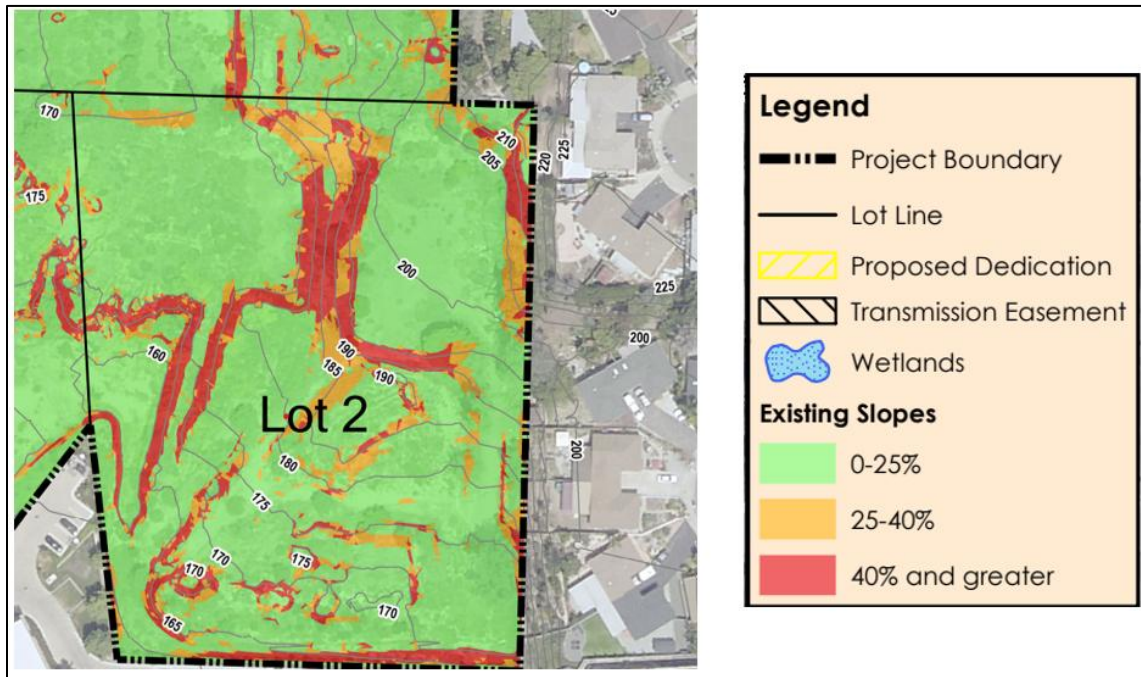 170
175
210
205
220
225
200
225
200
160
190
185
190
Lot 2
180
175
200
170
175
170
170
165
Legend
Project Boundary
Lot Line
Proposed Dedication
Transmission Easement
Wetlands
Existing Slopes
0-25%
25-40%
40% and greater